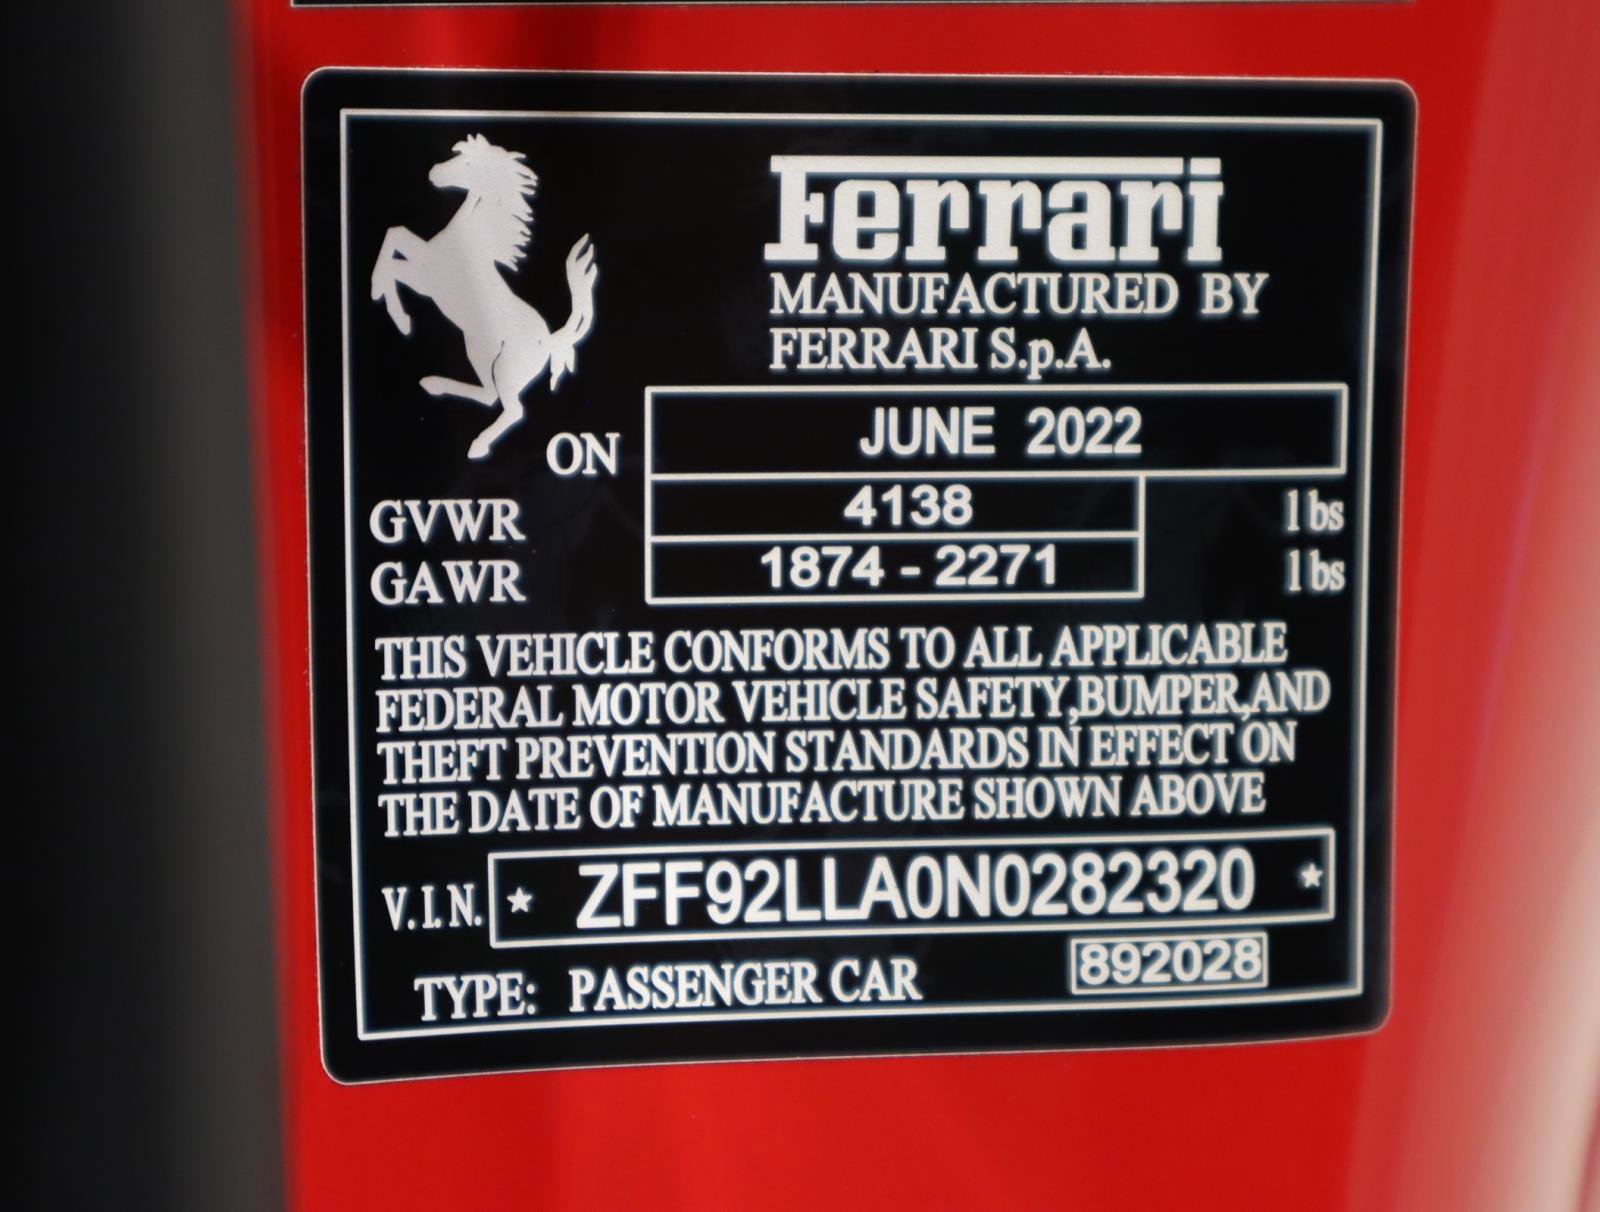 Ferrari
MANUFACTURED BY
FERRARI S.p.A.
ON JUNE 2022
GVWR 4138 lbs
GAWR 1874 - 2271 lbs
THIS VEHICLE CONFORMS TO ALL APPLICABLE
FEDERAL MOTOR VEHICLE SAFETY,BUMPER,AND
THEFT PREVENTION STANDARDS IN EFFECT ON
THE DATE OF MANUFACTURE SHOWN ABOVE
V.I.N. ★ ZFF92LLA0N0282320 ★
TYPE: PASSENGER CAR 892028